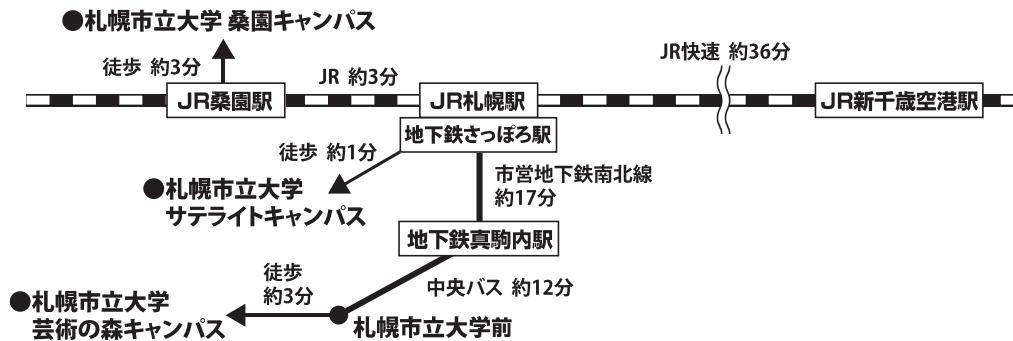 ●札幌市立大学 桑園キャンパス
徒歩 約3分
JR 約3分
JR快速 約36分
JR桑園駅
JR札幌駅
JR新千歳空港駅
地下鉄さっぽろ駅
徒歩 約1分
●札幌市立大学
サテライトキャンパス
市営地下鉄南北線
約17分
地下鉄真駒内駅
徒歩
約3分
中央バス 約12分
●札幌市立大学
芸術の森キャンパス
札幌市立大学前